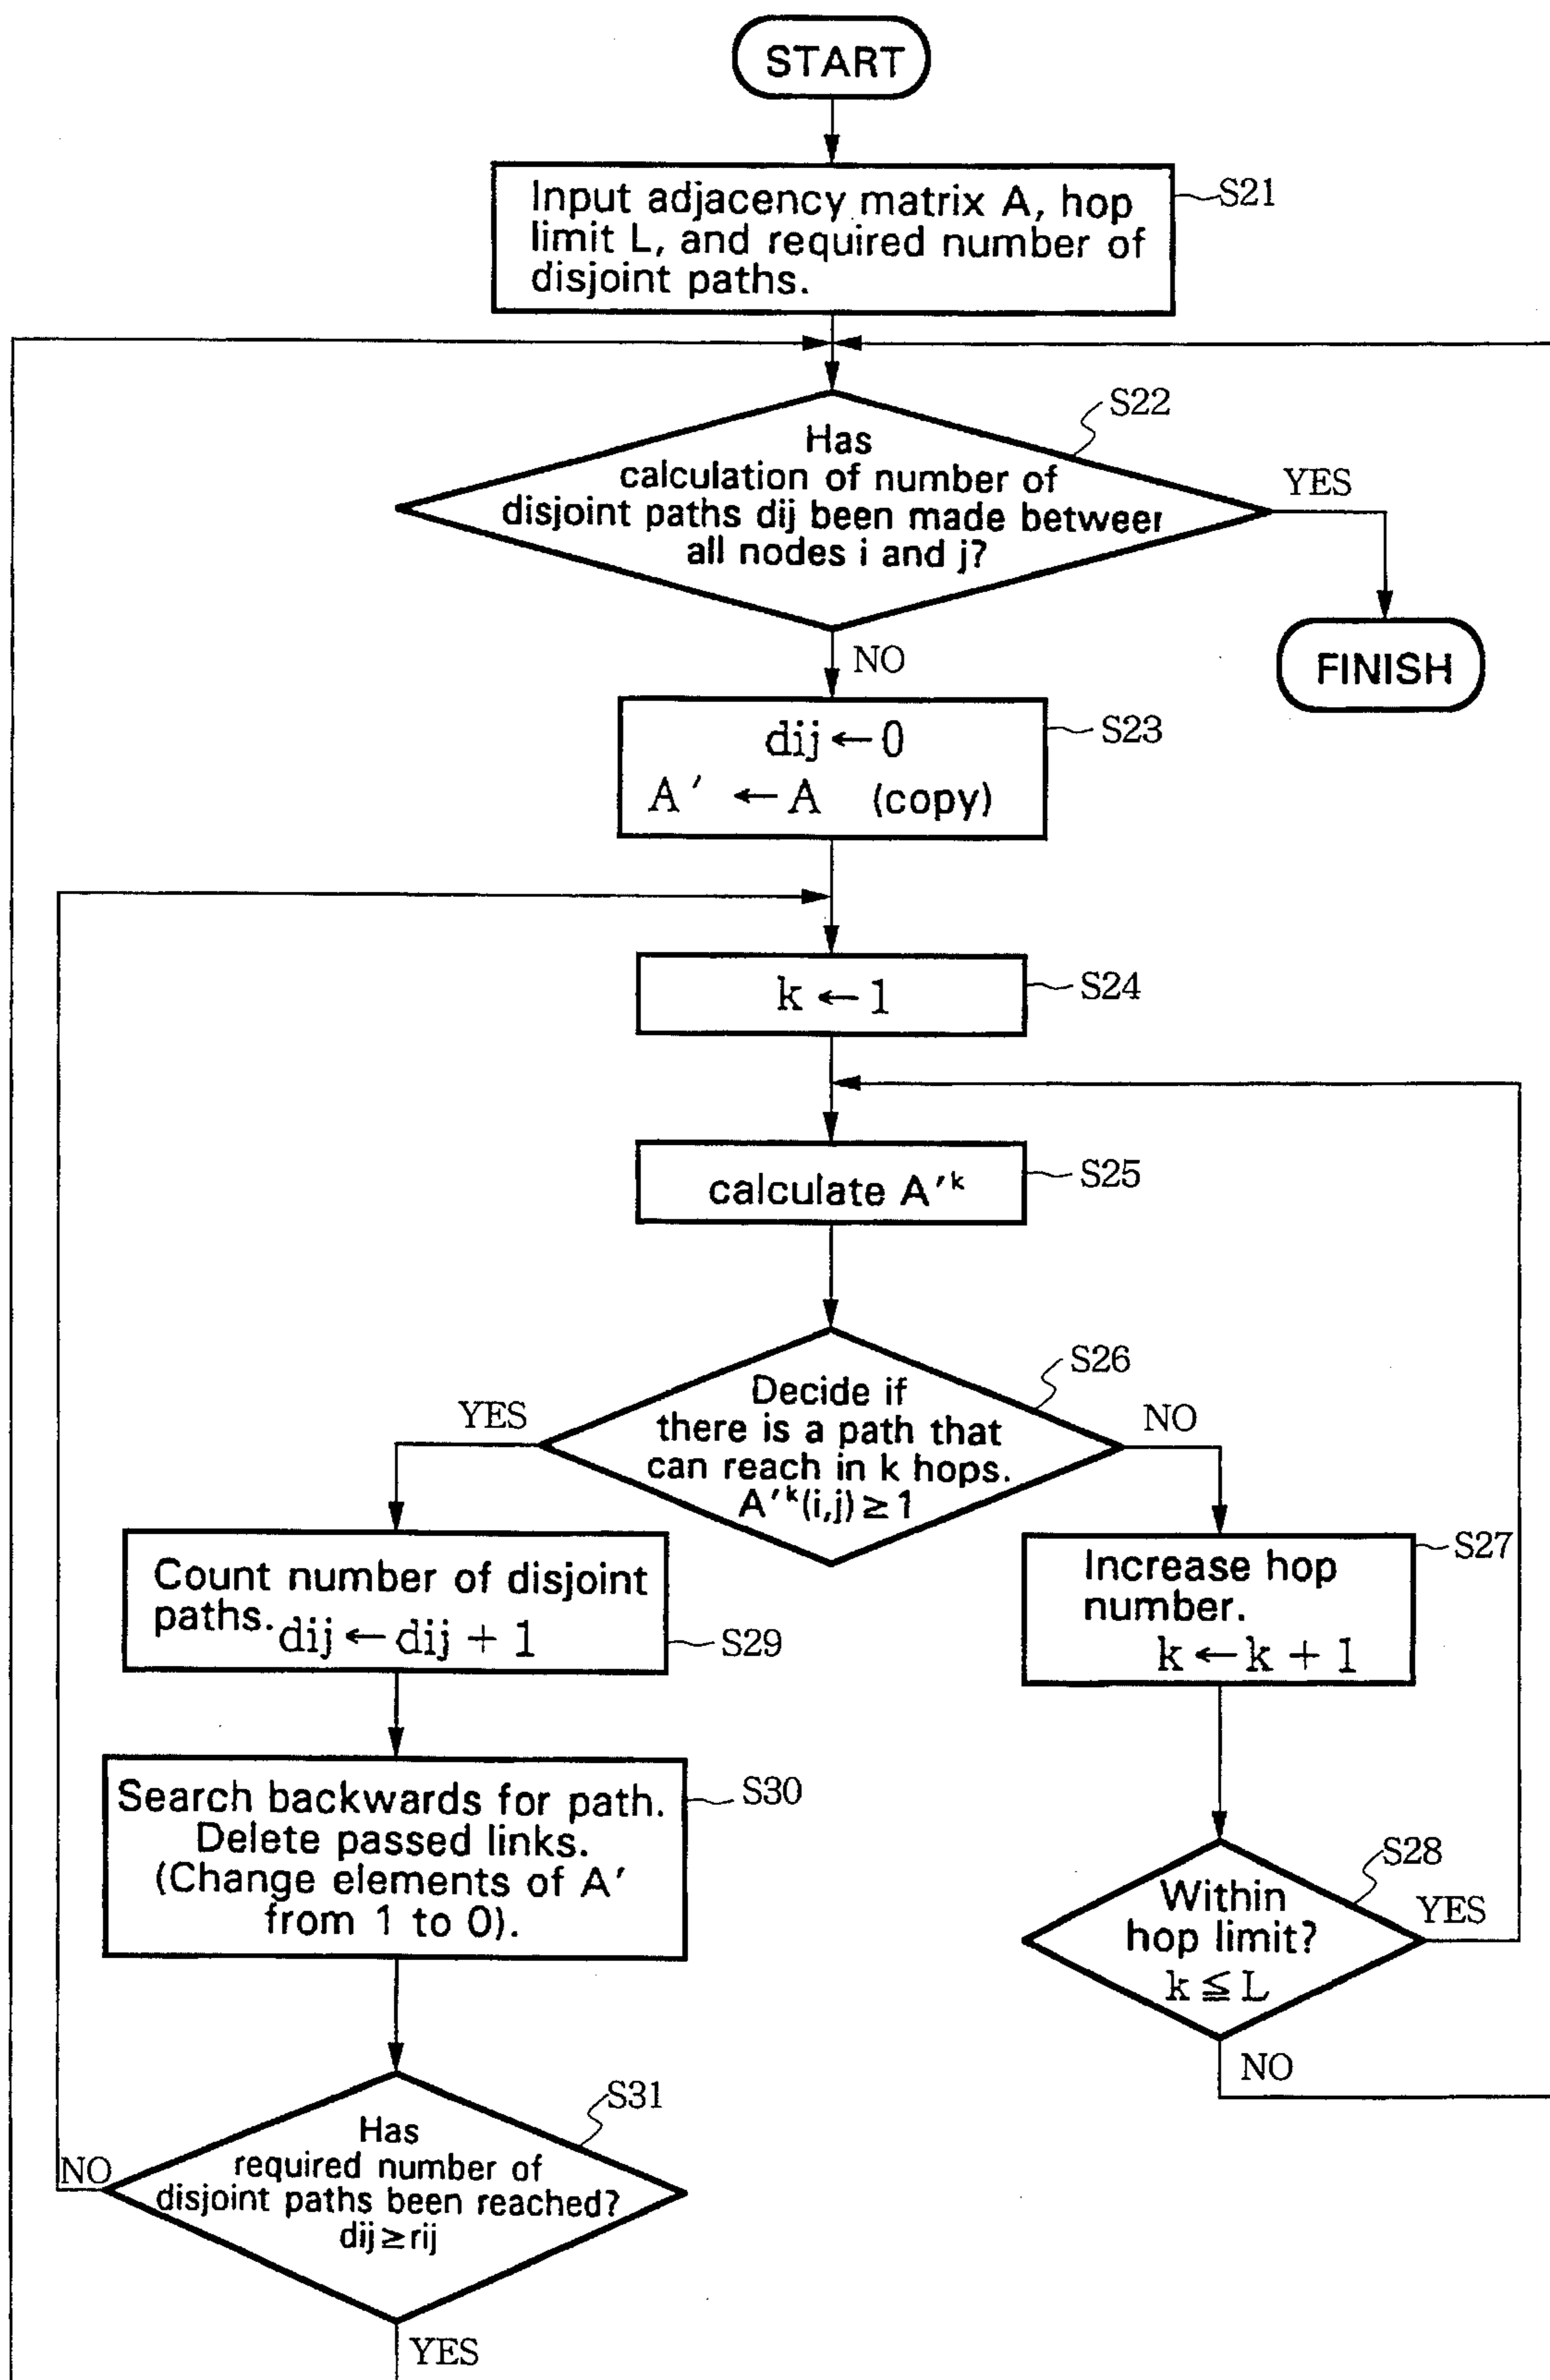 START
Input adjacency matrix A, hop
limit L, and required number of
disjoint paths.
S21
S22
Has
calculation of number of
disjoint paths dij been made between
all nodes i and j?
YES
NO
FINISH
dij ← 0
A′ ← A (copy)
S23
k ← 1
S24
calculate A′ᵏ
S25
S26
Decide if
there is a path that
can reach in k hops.
A′ᵏ(i,j) ≥ 1
YES
NO
Count number of disjoint
paths. dij ← dij + 1
S29
Increase hop
number.
k ← k + 1
S27
Search backwards for path.
Delete passed links.
(Change elements of A′
from 1 to 0).
S30
S28
Within
hop limit?
k ≦ L
YES
NO
S31
Has
required number of
disjoint paths been reached?
dij ≥ rij
NO
YES